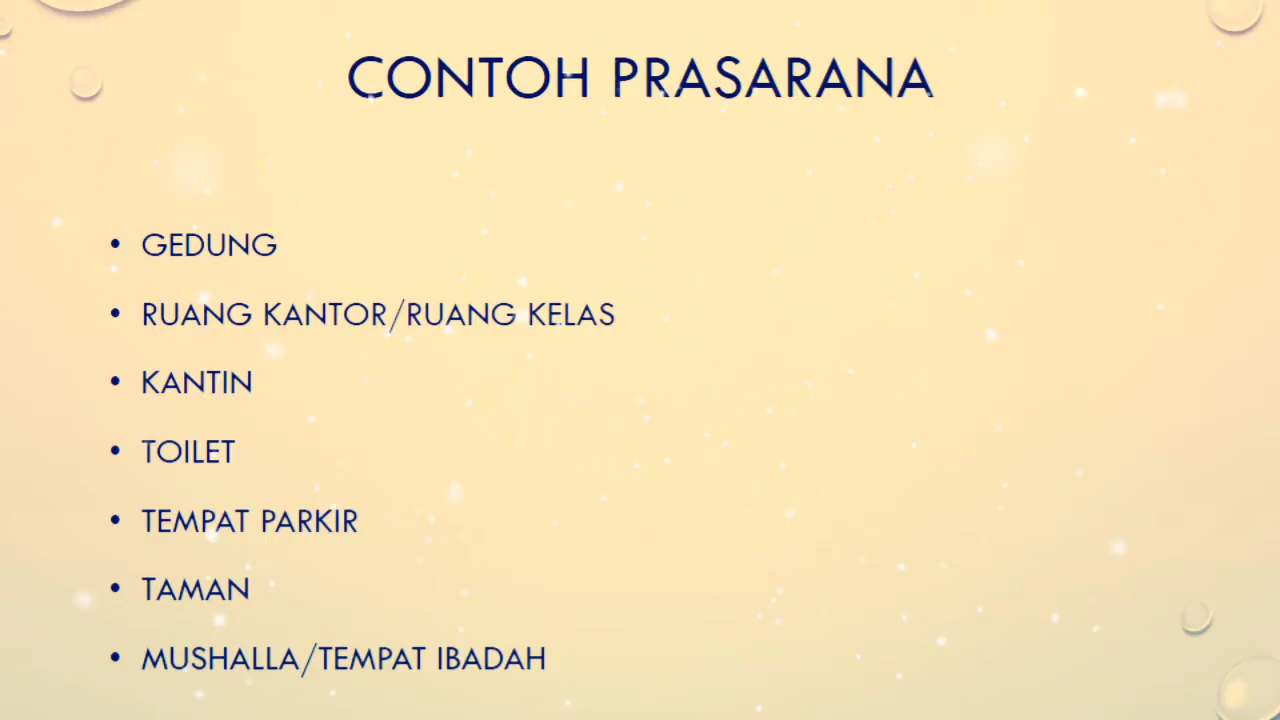 CONTOH PRASARANA
• GEDUNG
• RUANG KANTOR/RUANG KELAS
• KANTIN
• TOILET
• TEMPAT PARKIR
• TAMAN
• MUSHALLA/TEMPAT IBADAH